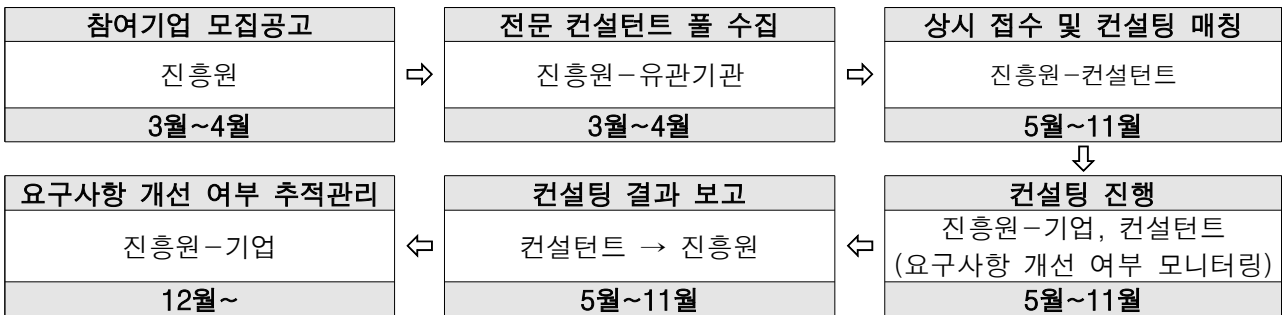 참여기업 모집공고
진흥원
3월~4월
⇨
전문 컨설턴트 풀 수집
진흥원-유관기관
3월~4월
⇨
상시 접수 및 컨설팅 매칭
진흥원-컨설턴트
5월~11월
⇩
컨설팅 진행
진흥원-기업, 컨설턴트
(요구사항 개선 여부 모니터링)
5월~11월
⇦
컨설팅 결과 보고
컨설턴트 → 진흥원
5월~11월
⇦
요구사항 개선 여부 추적관리
진흥원-기업
12월~